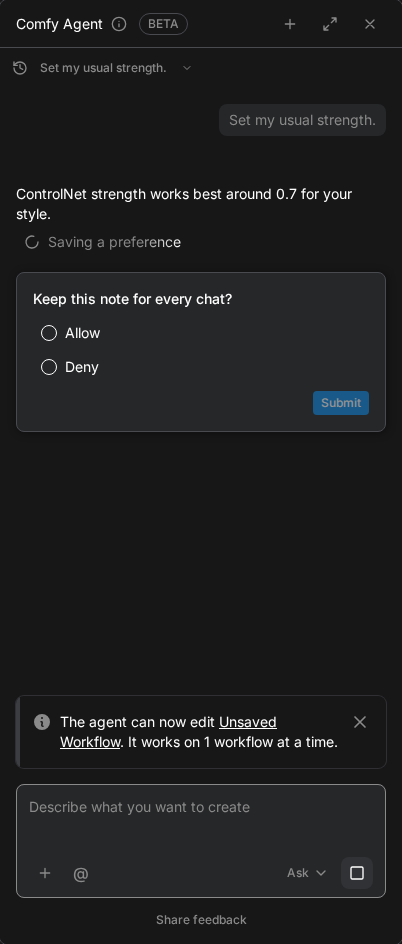 Comfy Agent BETA
Set my usual strength.
Set my usual strength.
ControlNet strength works best around 0.7 for your
style.
Saving a preference
Keep this note for every chat?
Allow
Deny
Submit
The agent can now edit Unsaved
Workflow. It works on 1 workflow at a time.
Describe what you want to create
@ Ask
Share feedback